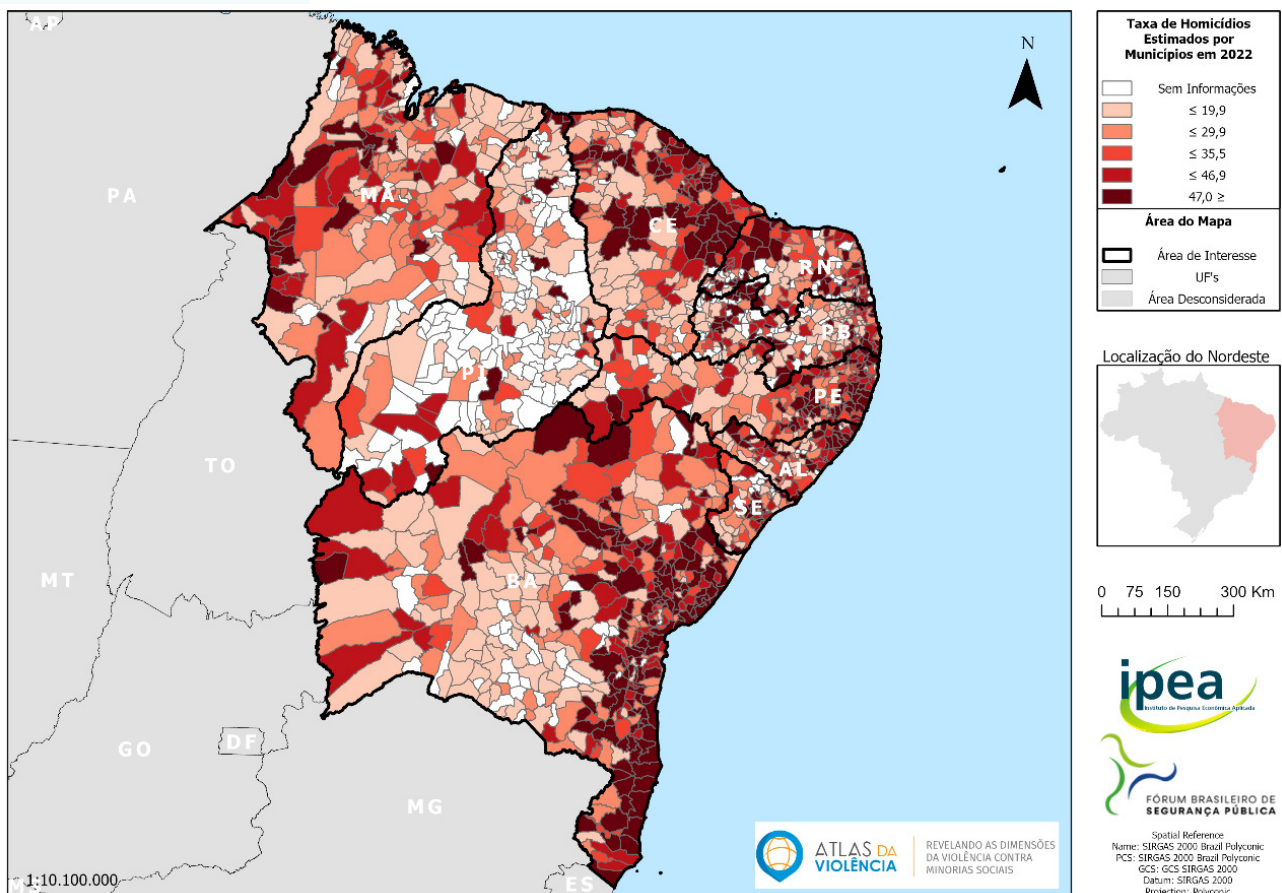 AP
PA
MA
CE
RN
PB
PI
PE
AL
SE
TO
BA
MT
GO
DF
MG
ES
1:10.100.000
N
ATLAS DA
VIOLÊNCIA
REVELANDO AS DIMENSÕES
DA VIOLÊNCIA CONTRA
MINORIAS SOCIAIS
Taxa de Homicídios
Estimados por
Municípios em 2022
Sem Informações
≤ 19,9
≤ 29,9
≤ 35,5
≤ 46,9
47,0 ≥
Área do Mapa
Área de Interesse
UF's
Área Desconsiderada
Localização do Nordeste
0 75 150 300 Km
ipea
Instituto de Pesquisa Econômica Aplicada
FÓRUM BRASILEIRO DE
SEGURANÇA PÚBLICA
Spatial Reference
Name: SIRGAS 2000 Brazil Polyconic
PCS: SIRGAS 2000 Brazil Polyconic
GCS: GCS SIRGAS 2000
Datum: SIRGAS 2000
Projection: Polyconic